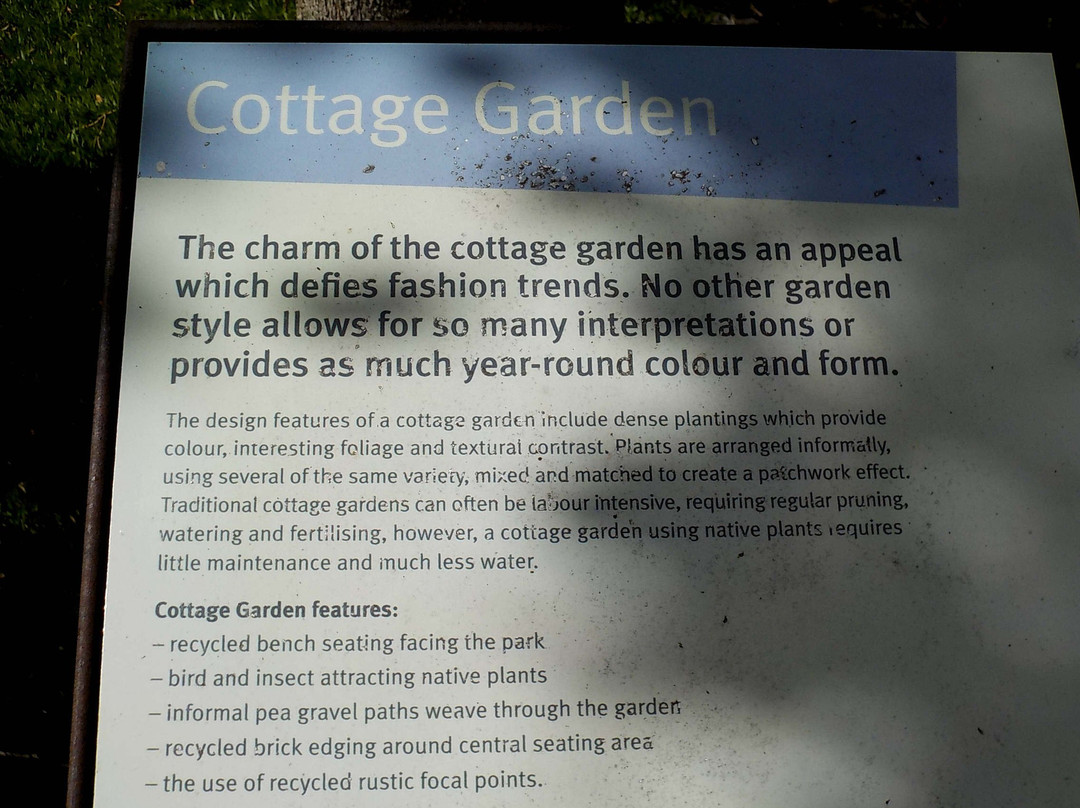 Cottage Garden
The charm of the cottage garden has an appeal
which defies fashion trends. No other garden
style allows for so many interpretations or
provides as much year-round colour and form.
The design features of a cottage garden include dense plantings which provide
colour, interesting foliage and textural contrast. Plants are arranged informally,
using several of the same variety, mixed and matched to create a patchwork effect.
Traditional cottage gardens can often be labour intensive, requiring regular pruning,
watering and fertilising, however, a cottage garden using native plants requires
little maintenance and much less water.
Cottage Garden features:
– recycled bench seating facing the park
– bird and insect attracting native plants
– informal pea gravel paths weave through the garden
– recycled brick edging around central seating area
– the use of recycled rustic focal points.